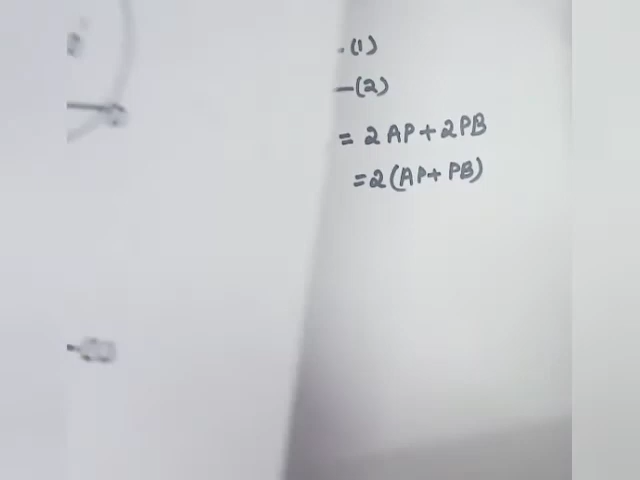 -(1)
-(2)
= 2AP+2PB
=2(AP+ PB)